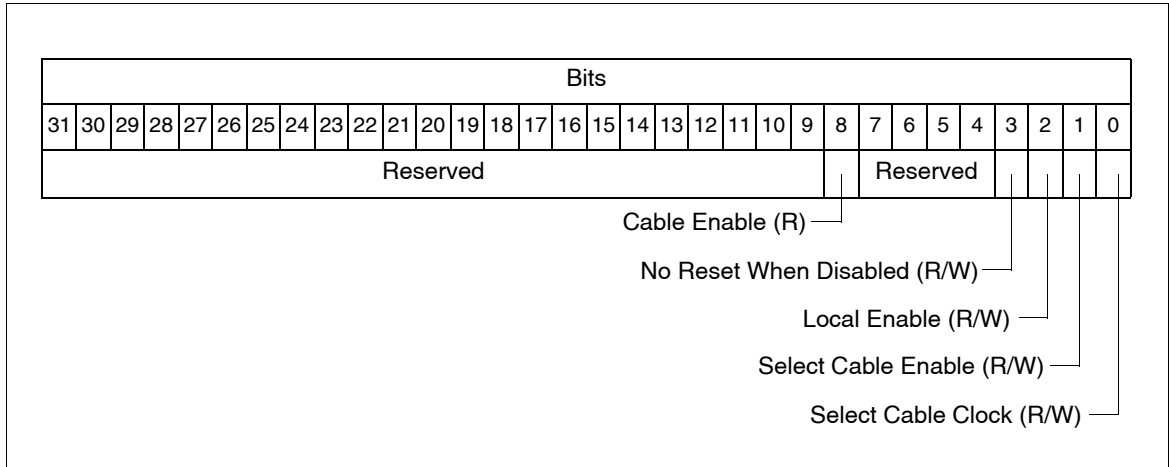 Bits
31 30 29 28 27 26 25 24 23 22 21 20 19 18 17 16 15 14 13 12 11 10 9 8 7 6 5 4 3 2 1 0
Reserved Reserved
Cable Enable (R)
No Reset When Disabled (R/W)
Local Enable (R/W)
Select Cable Enable (R/W)
Select Cable Clock (R/W)